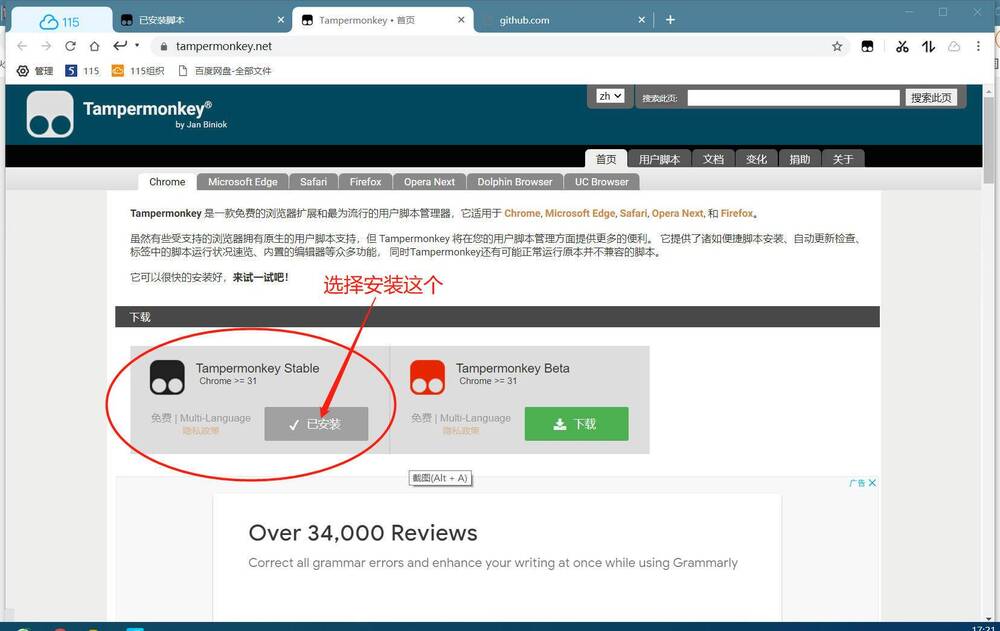 115
已安装脚本
Tampermonkey • 首页
github.com
tampermonkey.net
管理
115
115组织
百度网盘-全部文件
Tampermonkey®
by Jan Biniok
zh
搜索此页:
搜索此页
首页
用户脚本
文档
变化
捐助
关于
Chrome
Microsoft Edge
Safari
Firefox
Opera Next
Dolphin Browser
UC Browser
Tampermonkey 是一款免费的浏览器扩展和最为流行的用户脚本管理器，它适用于 Chrome, Microsoft Edge, Safari, Opera Next, 和 Firefox。
虽然有些受支持的浏览器拥有原生的用户脚本支持，但 Tampermonkey 将在您的用户脚本管理方面提供更多的便利。 它提供了诸如便捷脚本安装、自动更新检查、
标签中的脚本运行状况速览、内置的编辑器等众多功能， 同时Tampermonkey还有可能正常运行原本并不兼容的脚本。
它可以很快的安装好，来试一试吧！
选择安装这个
下载
Tampermonkey Stable
Chrome >= 31
免费 | Multi-Language
隐私政策
已安装
Tampermonkey Beta
Chrome >= 31
免费 | Multi-Language
隐私政策
下载
截图(Alt + A)
广告
Over 34,000 Reviews
Correct all grammar errors and enhance your writing at once while using Grammarly
17:21